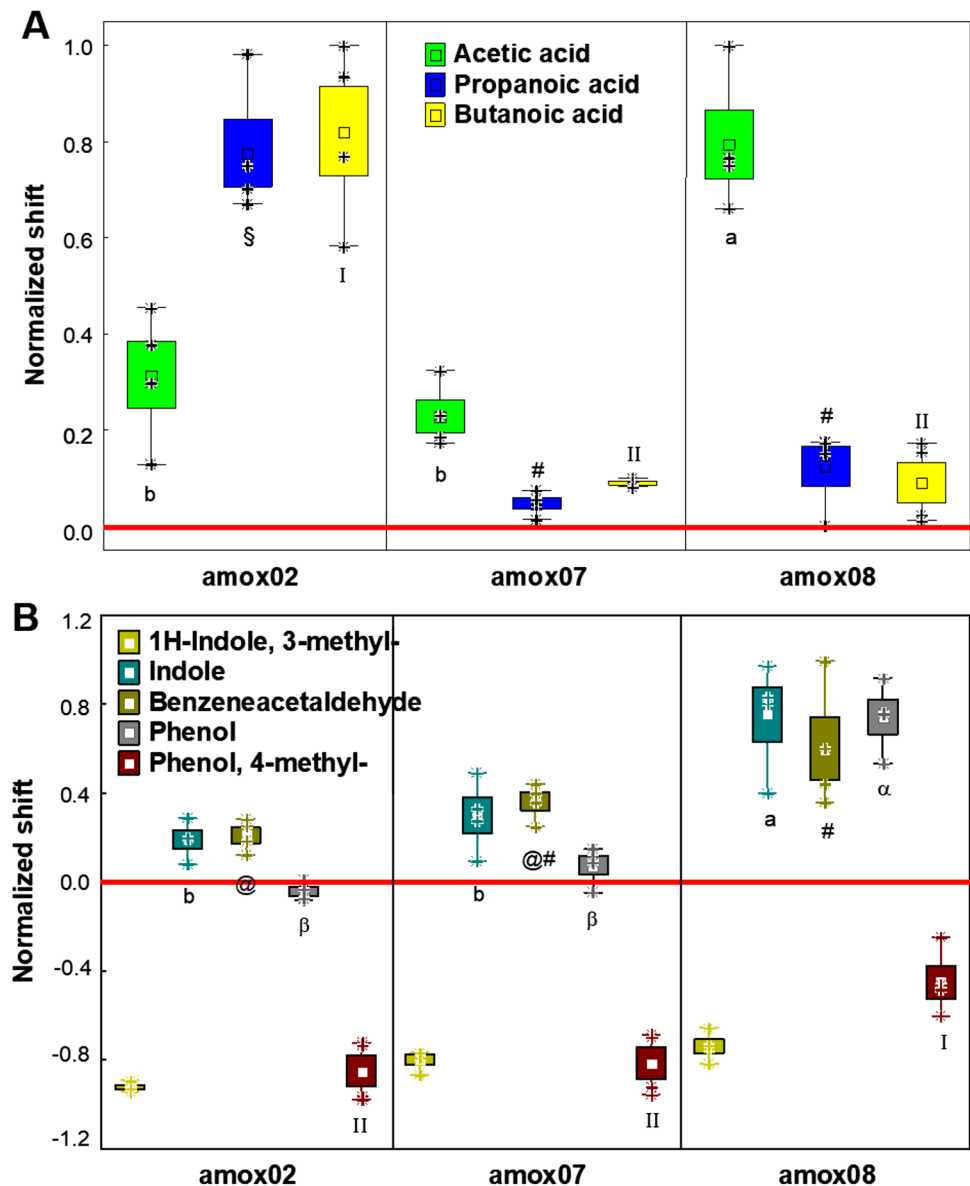 A
Normalized shift
1.0
0.8
0.6
0.4
0.2
0.0
Acetic acid
Propanoic acid
Butanoic acid
b
§
I
b
#
II
a
#
II
amox02 amox07 amox08
B
Normalized shift
1.2
0.8
0.4
0.0
-0.4
-0.8
-1.2
1H-Indole, 3-methyl-
Indole
Benzeneacetaldehyde
Phenol
Phenol, 4-methyl-
b
@
β
II
b
@#
β
II
a
#
α
I
amox02 amox07 amox08